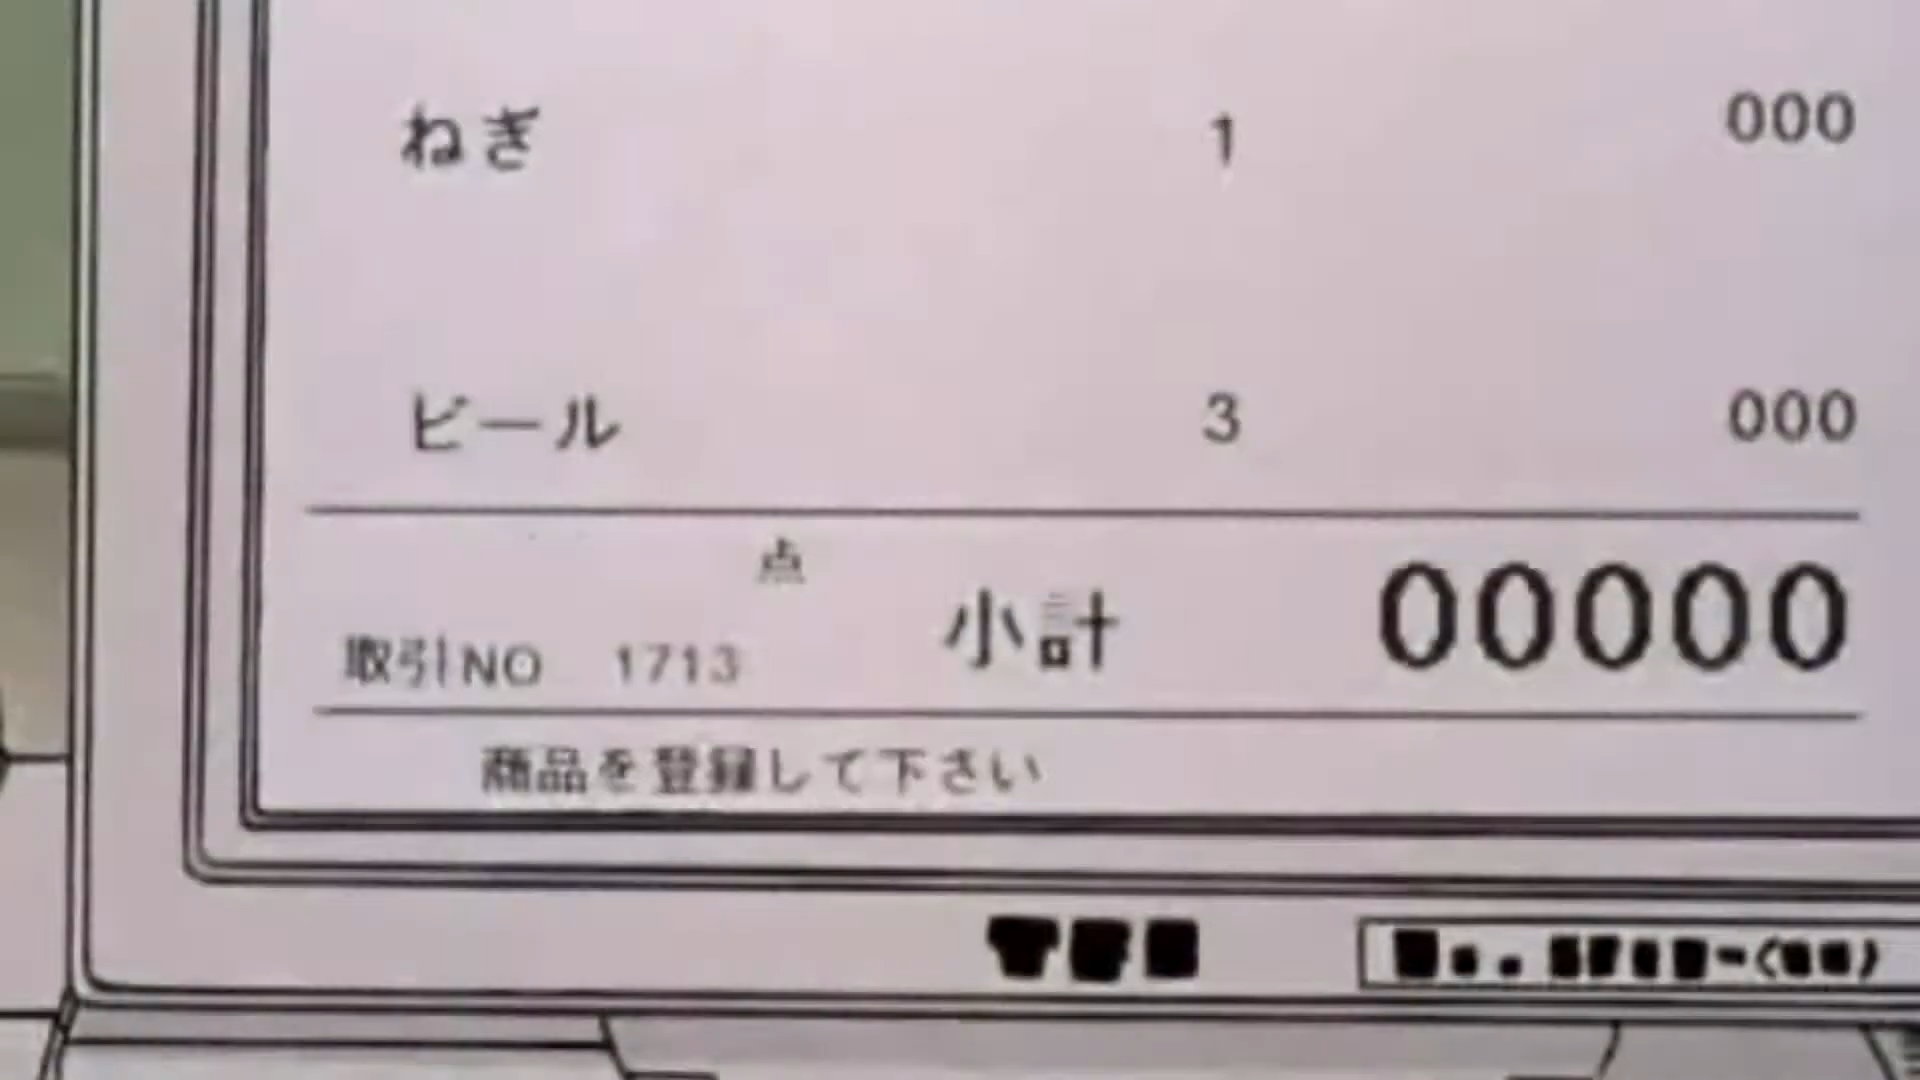 ねぎ 1 000
ビール 3 000
点
小計 00000
取引NO 1713
商品を登録して下さい